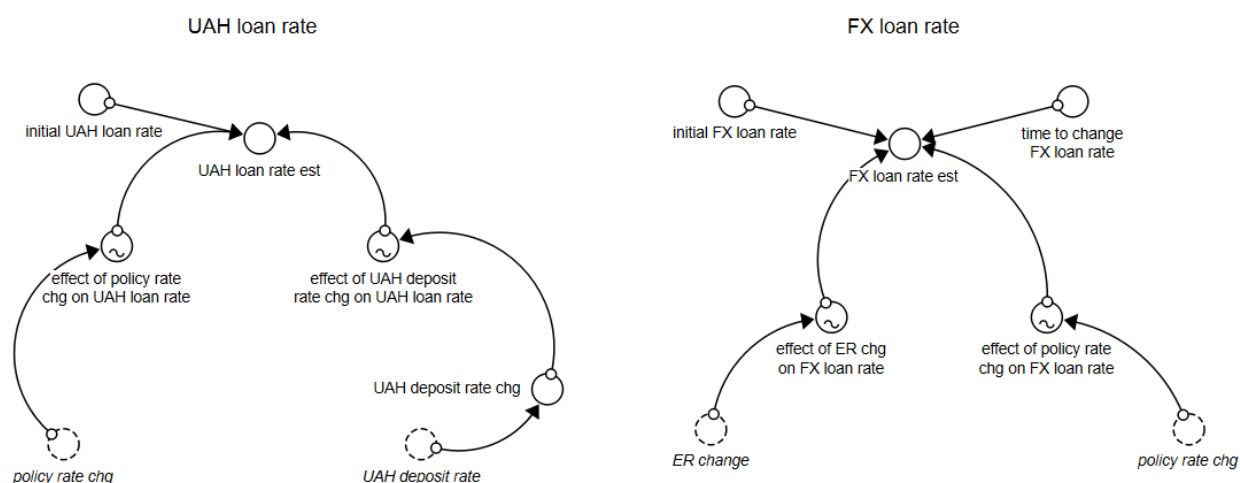 UAH loan rate
initial UAH loan rate
UAH loan rate est
effect of policy rate
chg on UAH loan rate
effect of UAH deposit
rate chg on UAH loan rate
UAH deposit rate chg
policy rate chg
UAH deposit rate
FX loan rate
initial FX loan rate
time to change
FX loan rate
FX loan rate est
effect of ER chg
on FX loan rate
effect of policy rate
chg on FX loan rate
ER change
policy rate chg